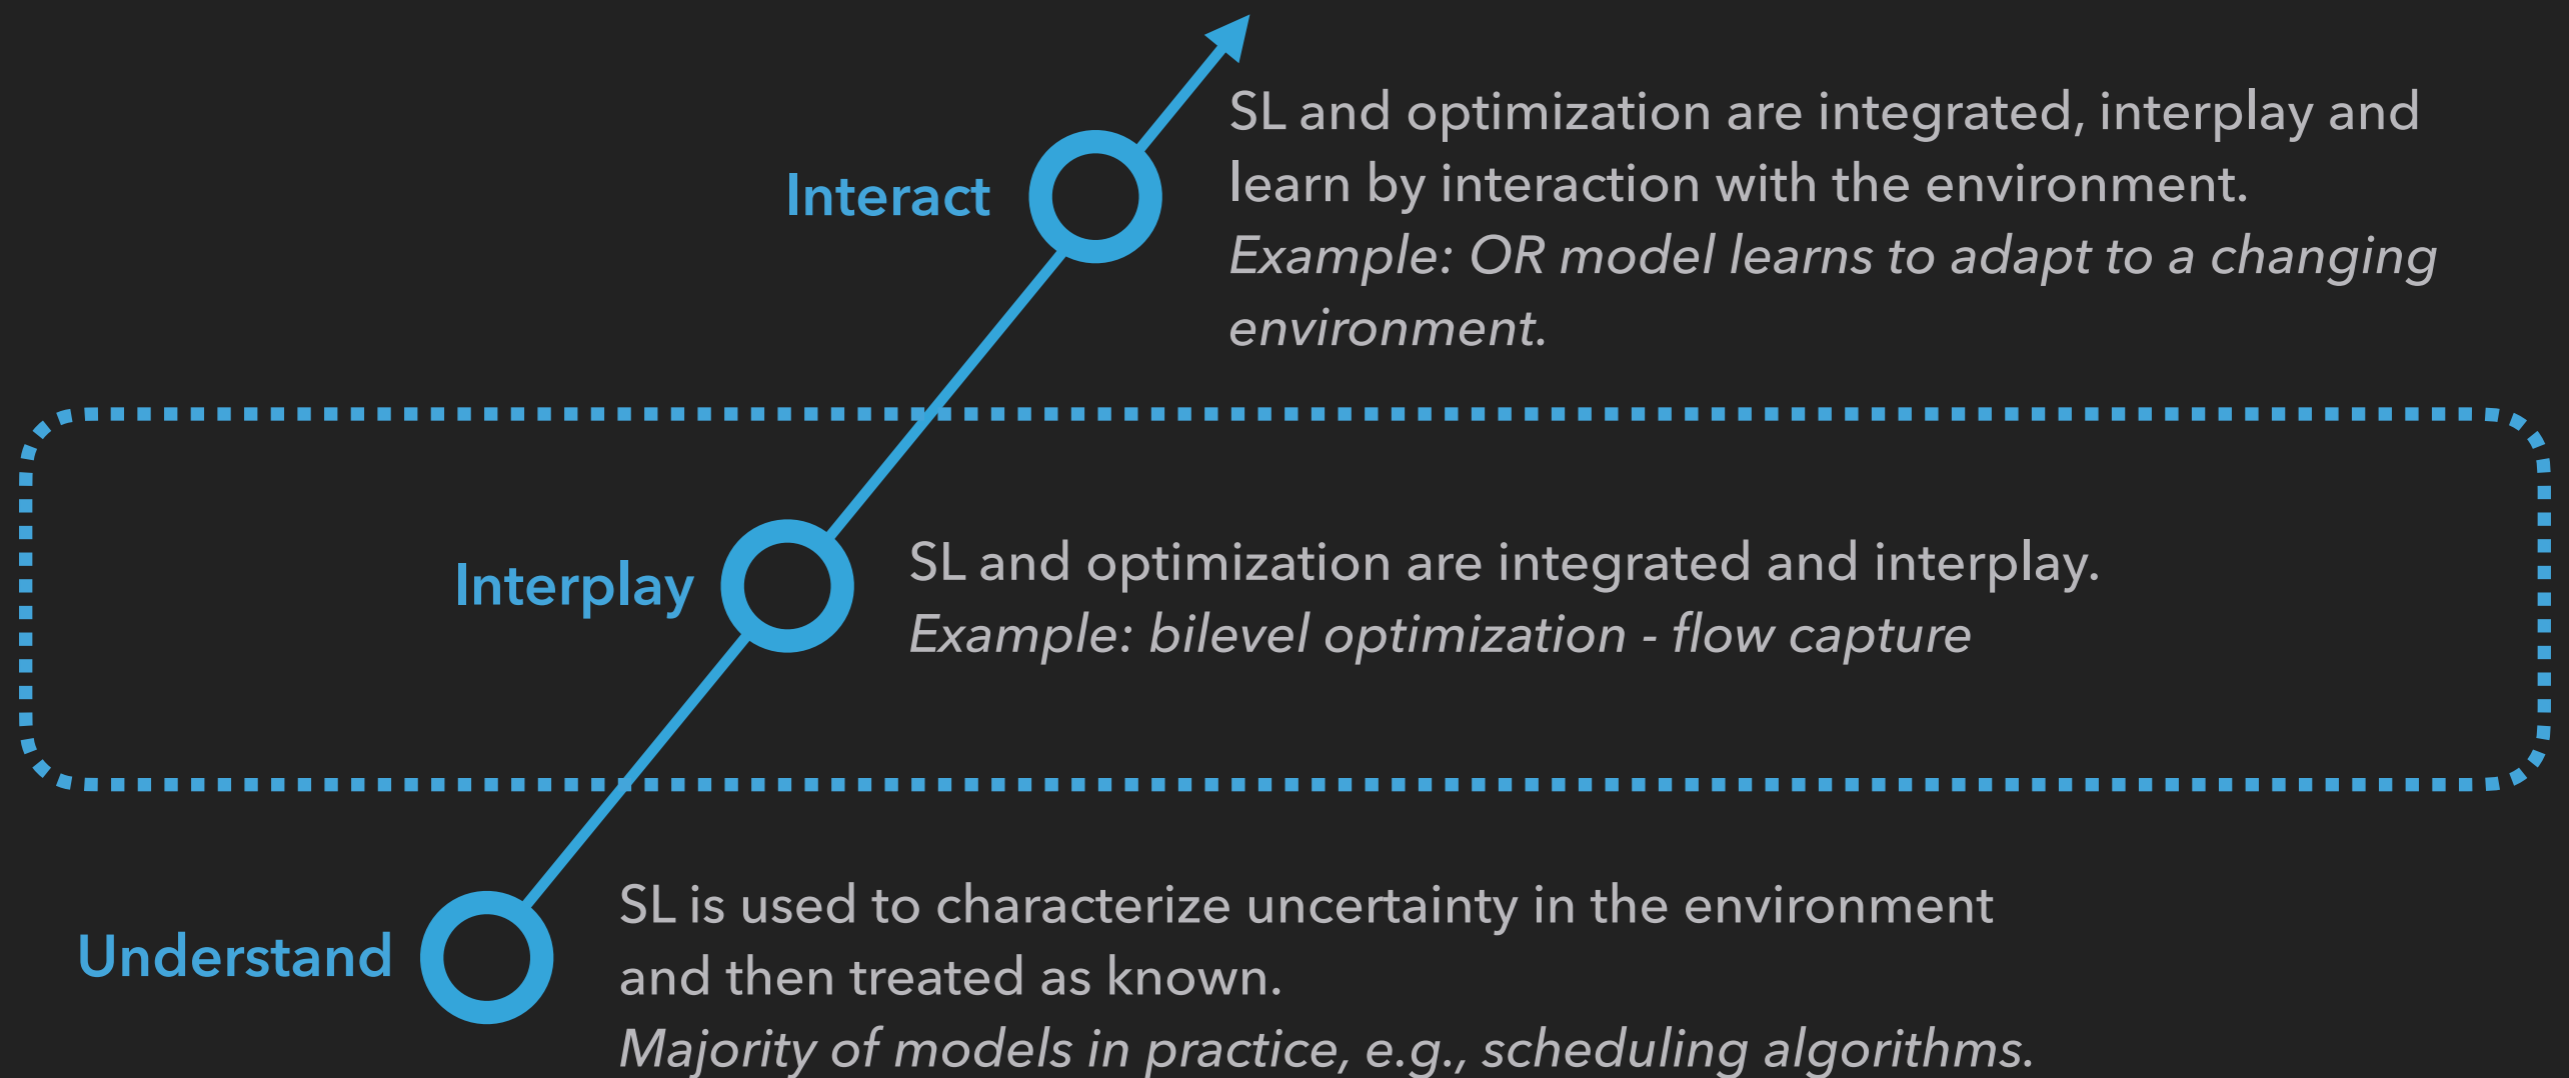 Interact
SL and optimization are integrated, interplay and
learn by interaction with the environment.
Example: OR model learns to adapt to a changing
environment.
Interplay
SL and optimization are integrated and interplay.
Example: bilevel optimization - flow capture
Understand
SL is used to characterize uncertainty in the environment
and then treated as known.
Majority of models in practice, e.g., scheduling algorithms.